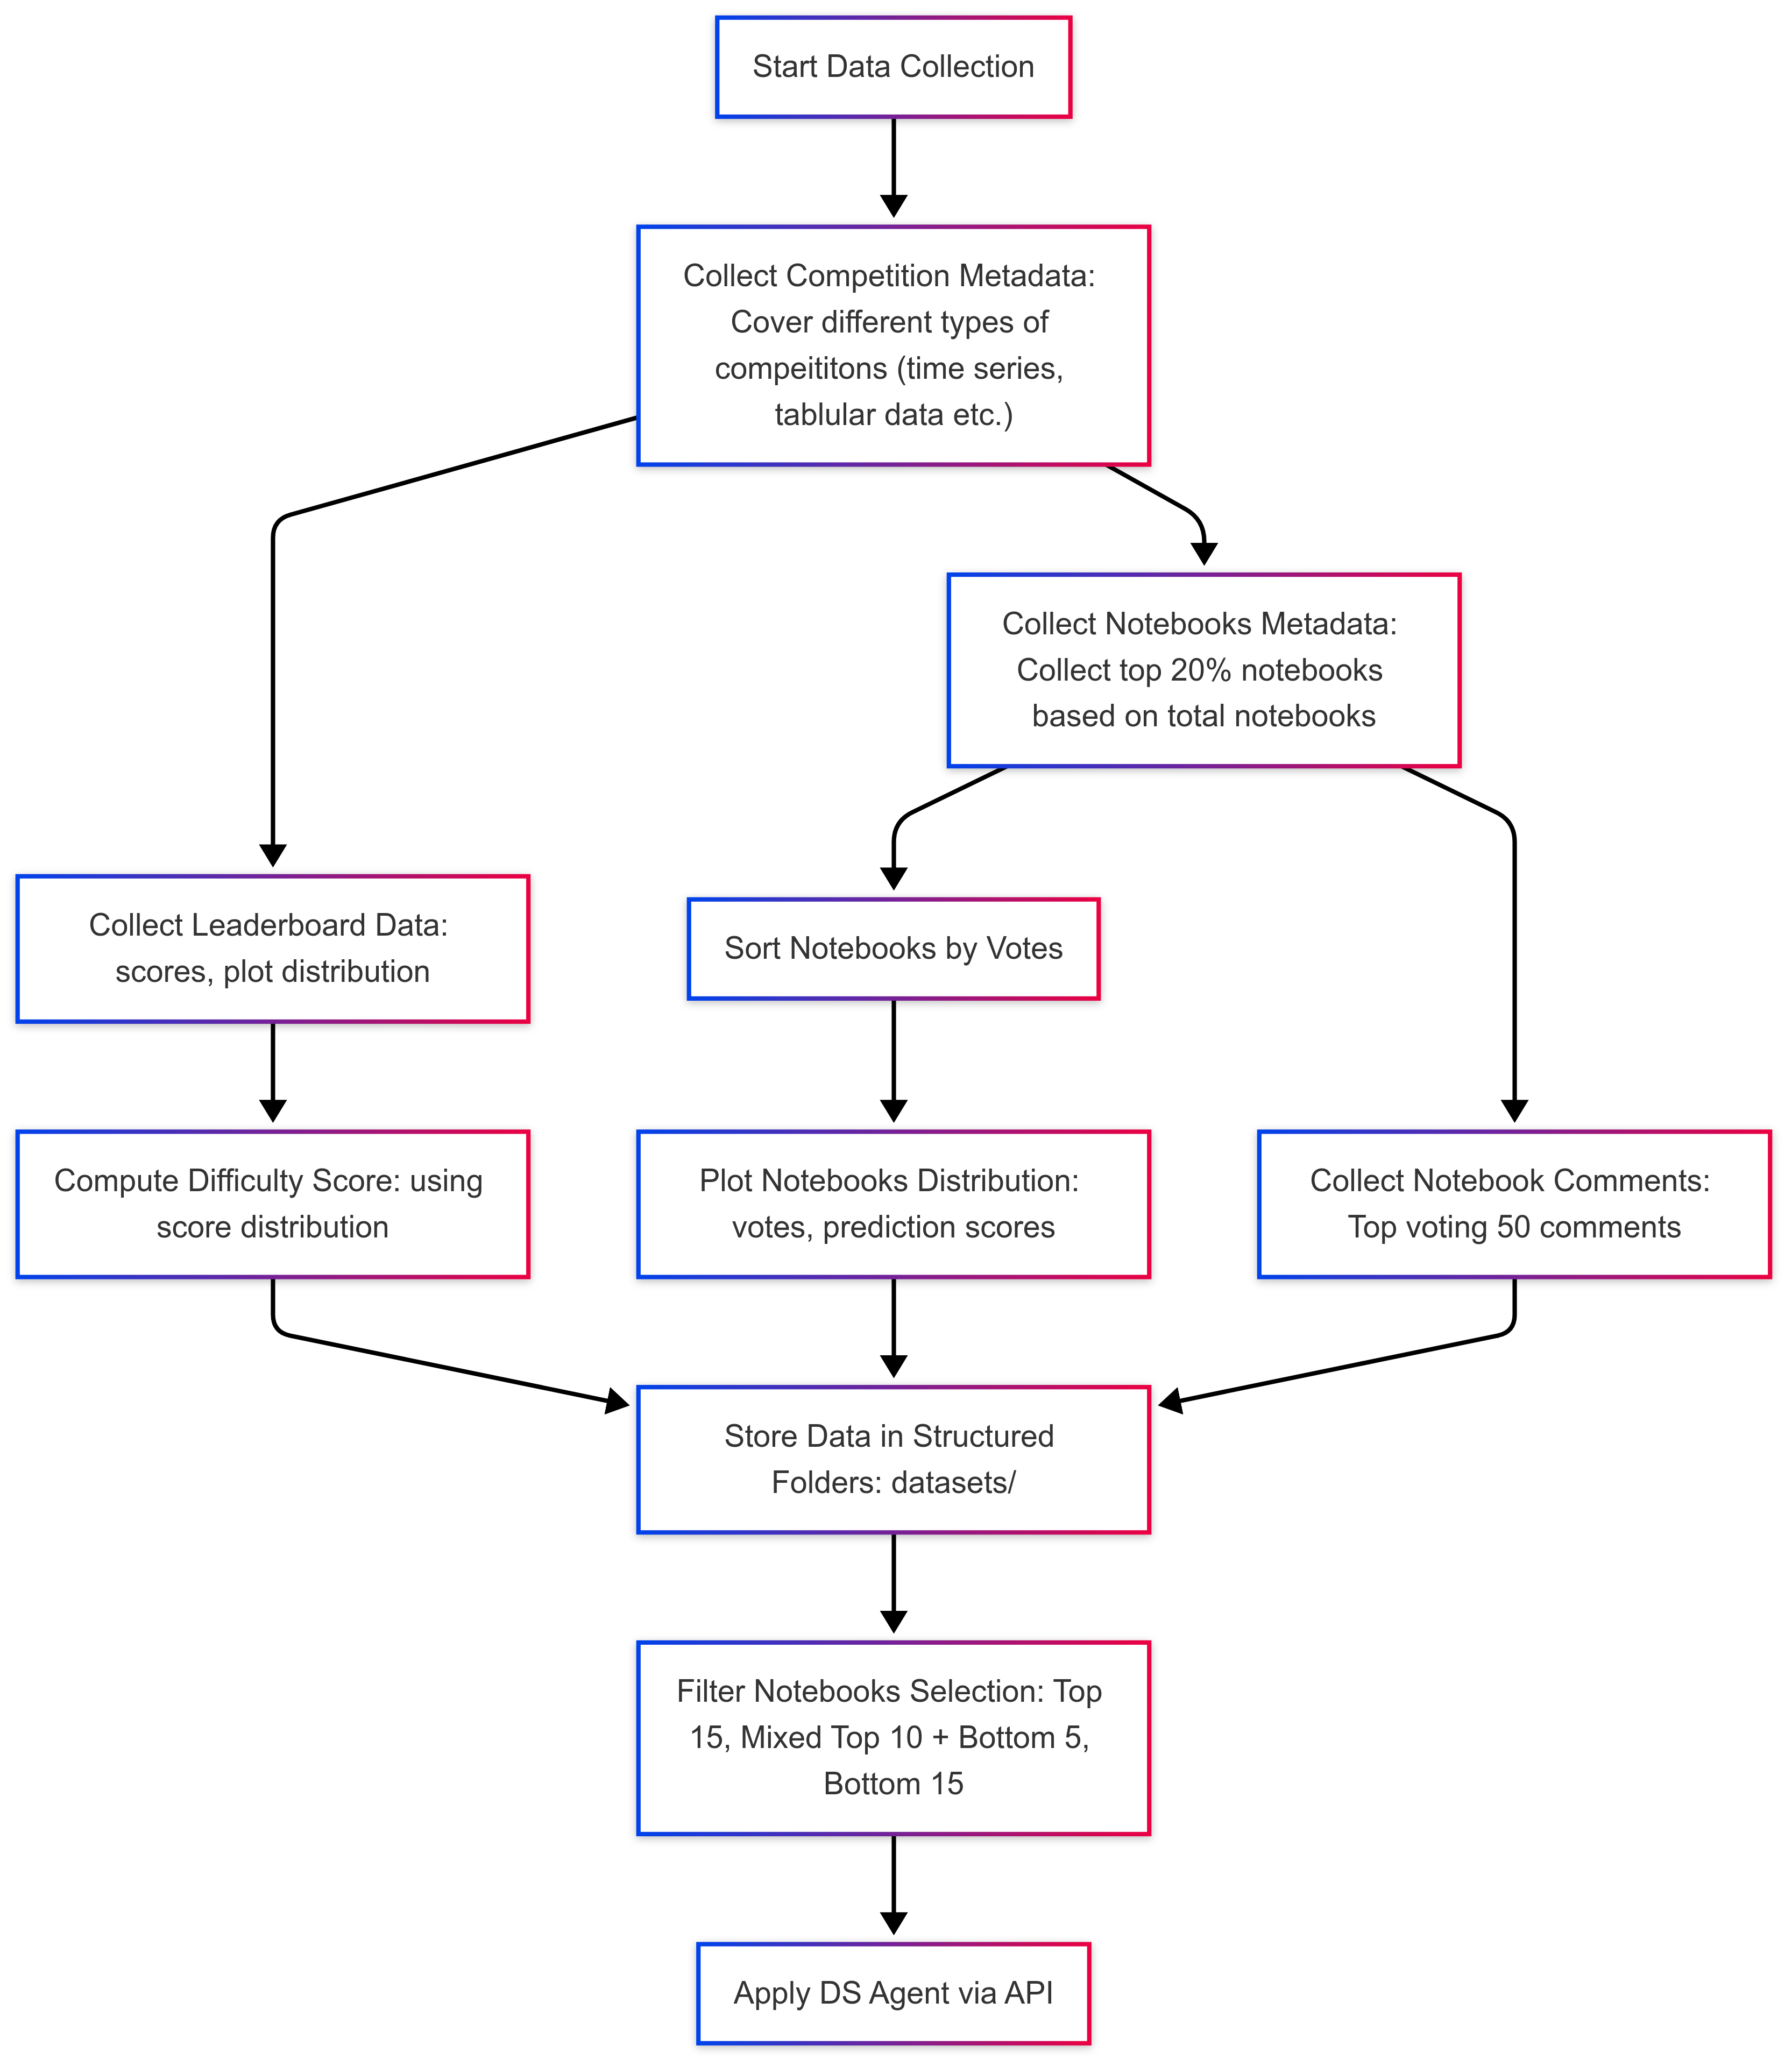 Start Data Collection
Collect Competition Metadata:
Cover different types of
compeititons (time series,
tablular data etc.)
Collect Notebooks Metadata:
Collect top 20% notebooks
based on total notebooks
Collect Leaderboard Data:
scores, plot distribution
Sort Notebooks by Votes
Compute Difficulty Score: using
score distribution
Plot Notebooks Distribution:
votes, prediction scores
Collect Notebook Comments:
Top voting 50 comments
Store Data in Structured
Folders: datasets/
Filter Notebooks Selection: Top
15, Mixed Top 10 + Bottom 5,
Bottom 15
Apply DS Agent via API